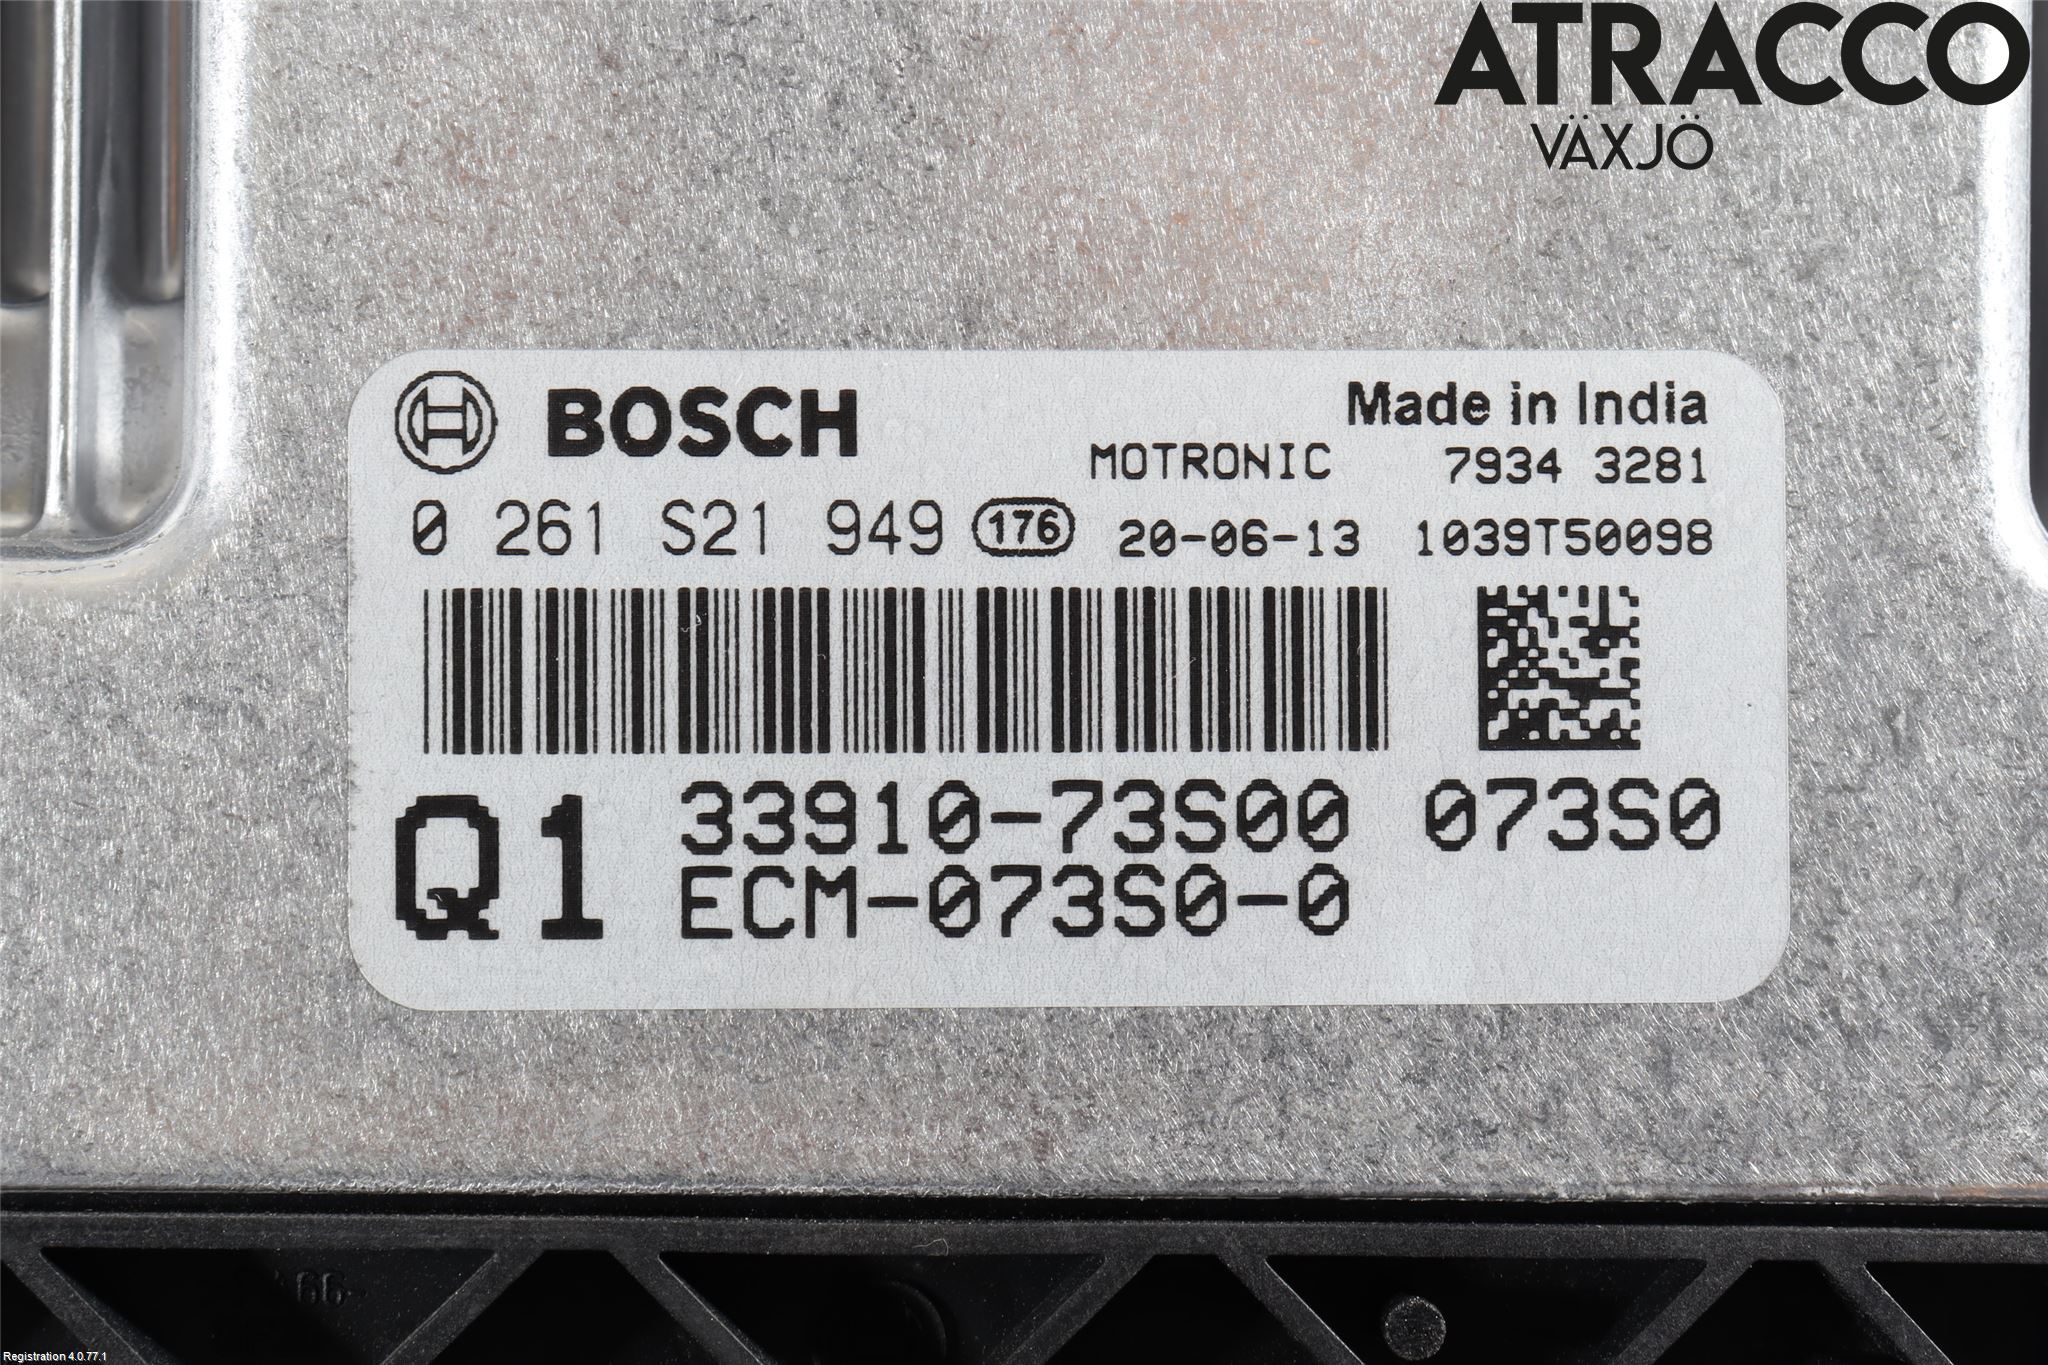 ATRACCO
VÄXJÖ
BOSCH
Made in India
MOTRONIC 7934 3281
0 261 S21 949 176 20-06-13 1039T50098
Q1 33910-73S00 073S0
ECM-073S0-0
Registration 4.0.77.1